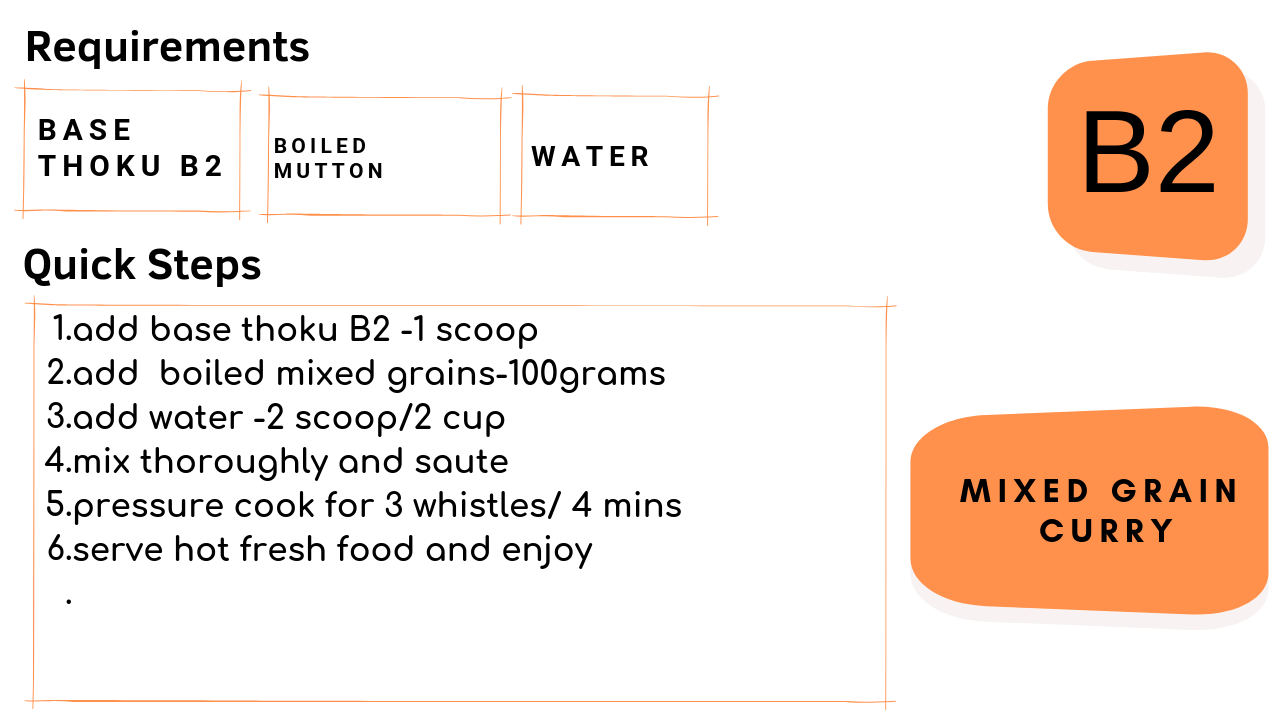 Requirements
BASE
THOKU B2
BOILED
MUTTON
WATER
B2
Quick Steps
1.add base thoku B2 -1 scoop
2.add  boiled mixed grains-100grams
3.add water -2 scoop/2 cup
4.mix thoroughly and saute
5.pressure cook for 3 whistles/ 4 mins
6.serve hot fresh food and enjoy
.
MIXED GRAIN
CURRY